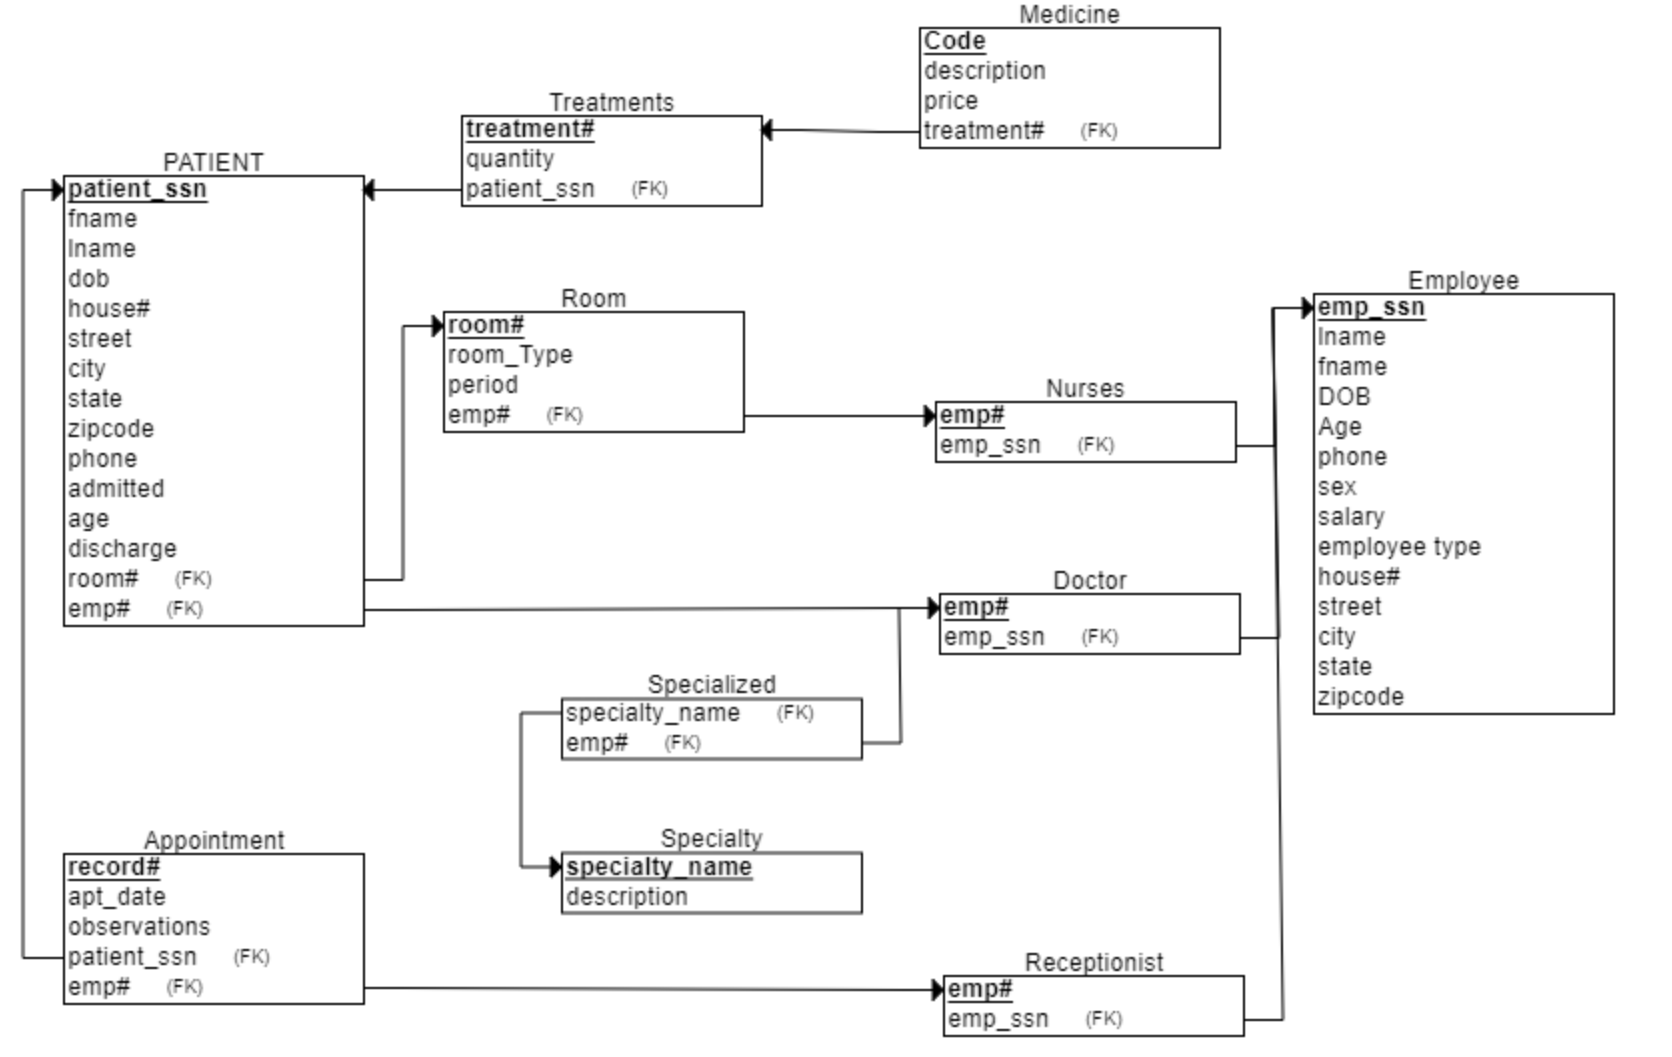 Medicine
Code
description
price
treatment# (FK)
Treatments
treatment#
quantity
patient_ssn (FK)
PATIENT
patient_ssn
fname
lname
dob
house#
street
city
state
zipcode
phone
admitted
age
discharge
room# (FK)
emp# (FK)
Room
room#
room_Type
period
emp# (FK)
Nurses
emp#
emp_ssn (FK)
Employee
emp_ssn
lname
fname
DOB
Age
phone
sex
salary
employee type
house#
street
city
state
zipcode
Doctor
emp#
emp_ssn (FK)
Specialized
specialty_name (FK)
emp# (FK)
Specialty
specialty_name
description
Appointment
record#
apt_date
observations
patient_ssn (FK)
emp# (FK)
Receptionist
emp#
emp_ssn (FK)